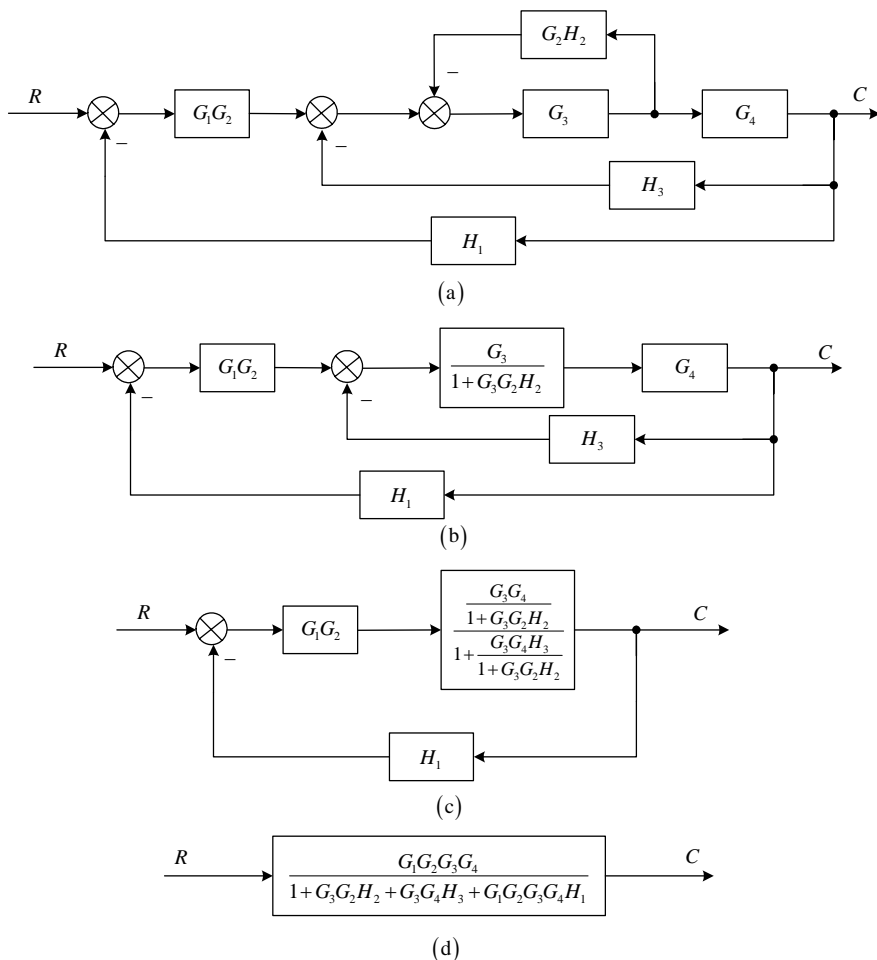 G₂H₂
−
R G₁G₂ G₃ G₄ C
− −
H₃
H₁
(a)
R G₁G₂ G₃ / 1+G₃G₂H₂ G₄ C
− −
H₃
H₁
(b)
G₃G₄
R 1+G₃G₂H₂ C
G₁G₂ 1+ G₃G₄H₃
− 1+G₃G₂H₂
H₁
(c)
R G₁G₂G₃G₄ C
1+G₃G₂H₂+G₃G₄H₃+G₁G₂G₃G₄H₁
(d)